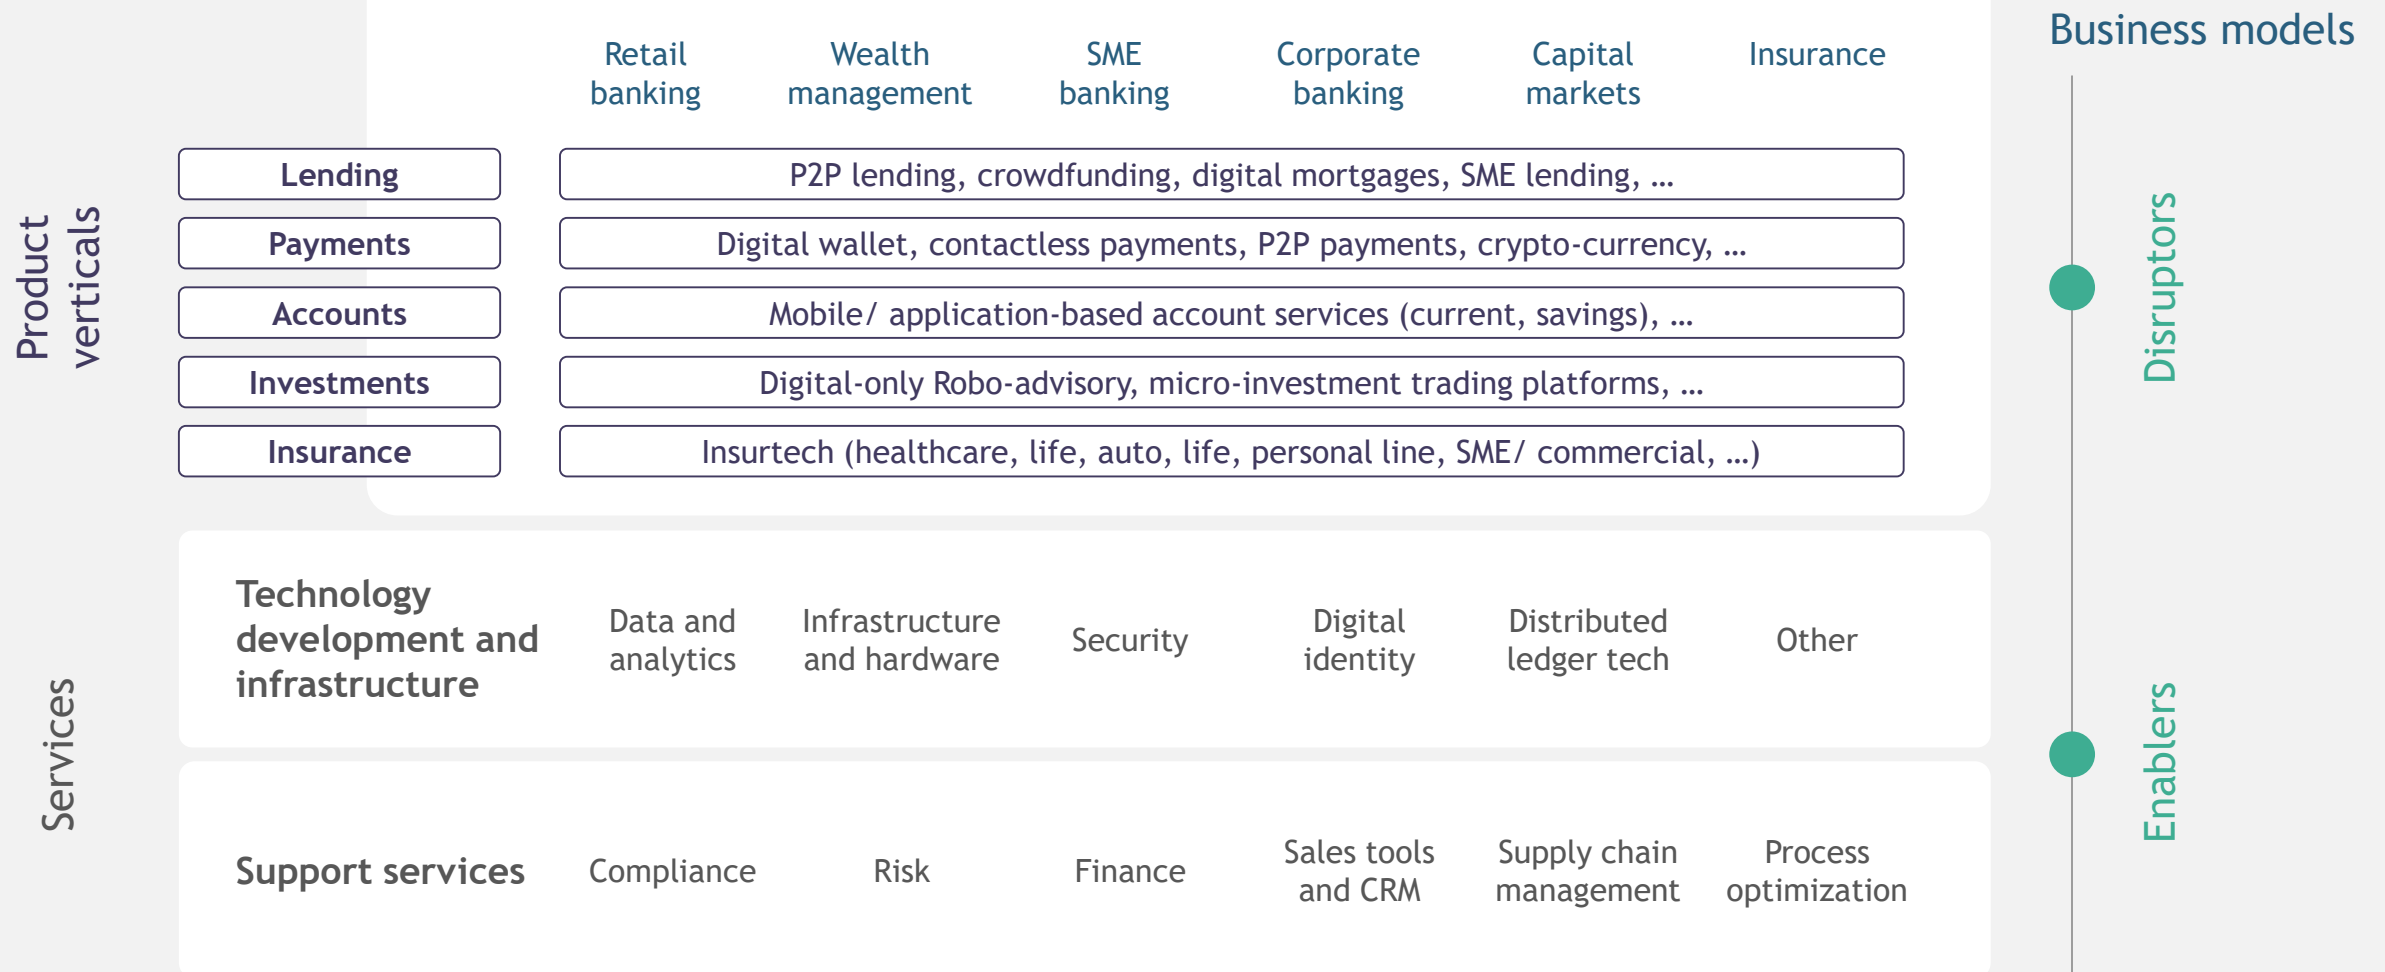 Business models
Retail
banking
Wealth
management
SME
banking
Corporate
banking
Capital
markets
Insurance
Product
verticals
Lending
P2P lending, crowdfunding, digital mortgages, SME lending, …
Payments
Digital wallet, contactless payments, P2P payments, crypto-currency, …
Accounts
Mobile/ application-based account services (current, savings), …
Investments
Digital-only Robo-advisory, micro-investment trading platforms, …
Insurance
Insurtech (healthcare, life, auto, life, personal line, SME/ commercial, …)
Disruptors
Services
Technology
development and
infrastructure
Data and
analytics
Infrastructure
and hardware
Security
Digital
identity
Distributed
ledger tech
Other
Enablers
Support services
Compliance
Risk
Finance
Sales tools
and CRM
Supply chain
management
Process
optimization